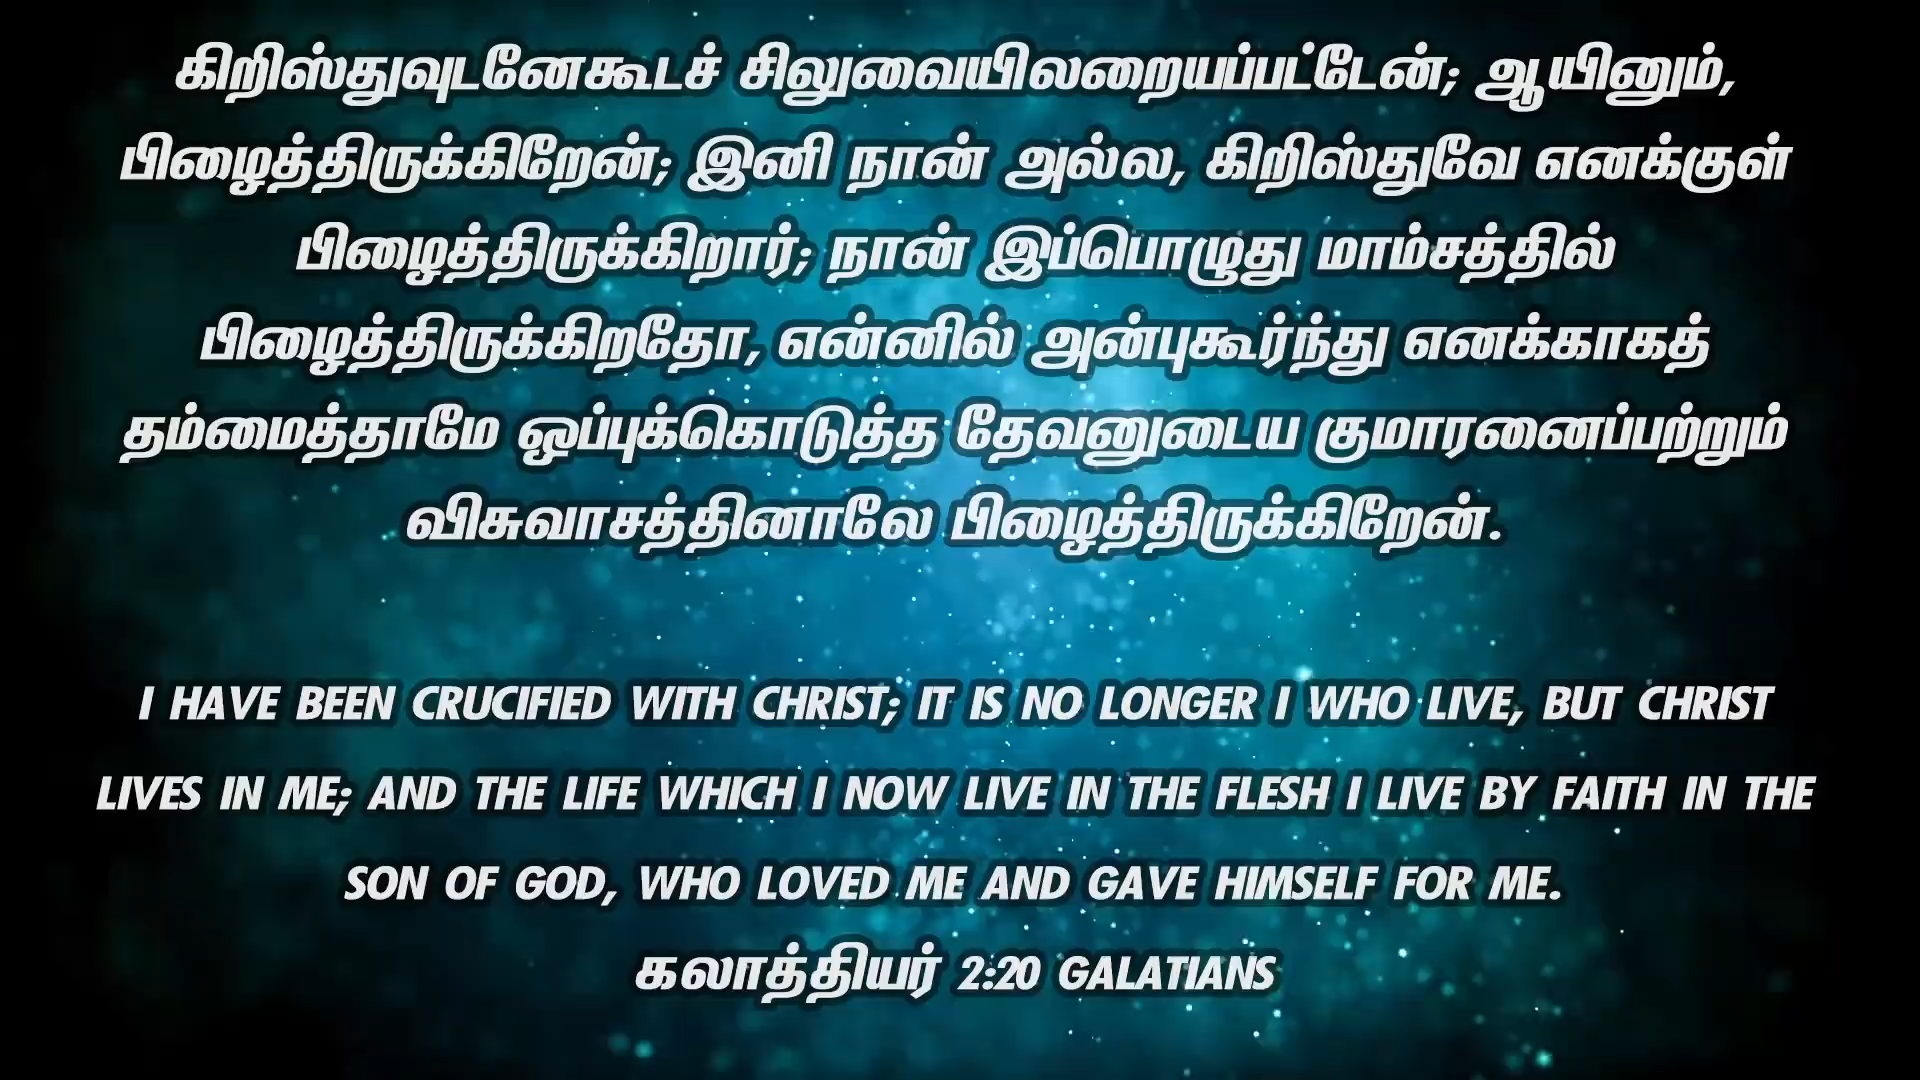 கிறிஸ்துவுடனேகூடச் சிலுவையிலறையப்பட்டேன்; ஆயினும்,
பிழைத்திருக்கிறேன்; இனி நான் அல்ல, கிறிஸ்துவே எனக்குள்
பிழைத்திருக்கிறார்; நான் இப்பொழுது மாம்சத்தில்
பிழைத்திருக்கிறதோ, என்னில் அன்புகூர்ந்து எனக்காகத்
தம்மைத்தாமே ஒப்புக்கொடுத்த தேவனுடைய குமாரனைப்பற்றும்
விசுவாசத்தினாலே பிழைத்திருக்கிறேன்.
I HAVE BEEN CRUCIFIED WITH CHRIST; IT IS NO LONGER I WHO LIVE, BUT CHRIST
LIVES IN ME; AND THE LIFE WHICH I NOW LIVE IN THE FLESH I LIVE BY FAITH IN THE
SON OF GOD, WHO LOVED ME AND GAVE HIMSELF FOR ME.
கலாத்தியர் 2:20 GALATIANS